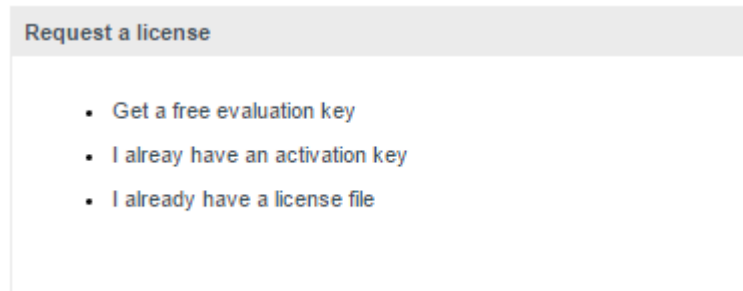 Request a license
Get a free evaluation key
I alreay have an activation key
I already have a license file